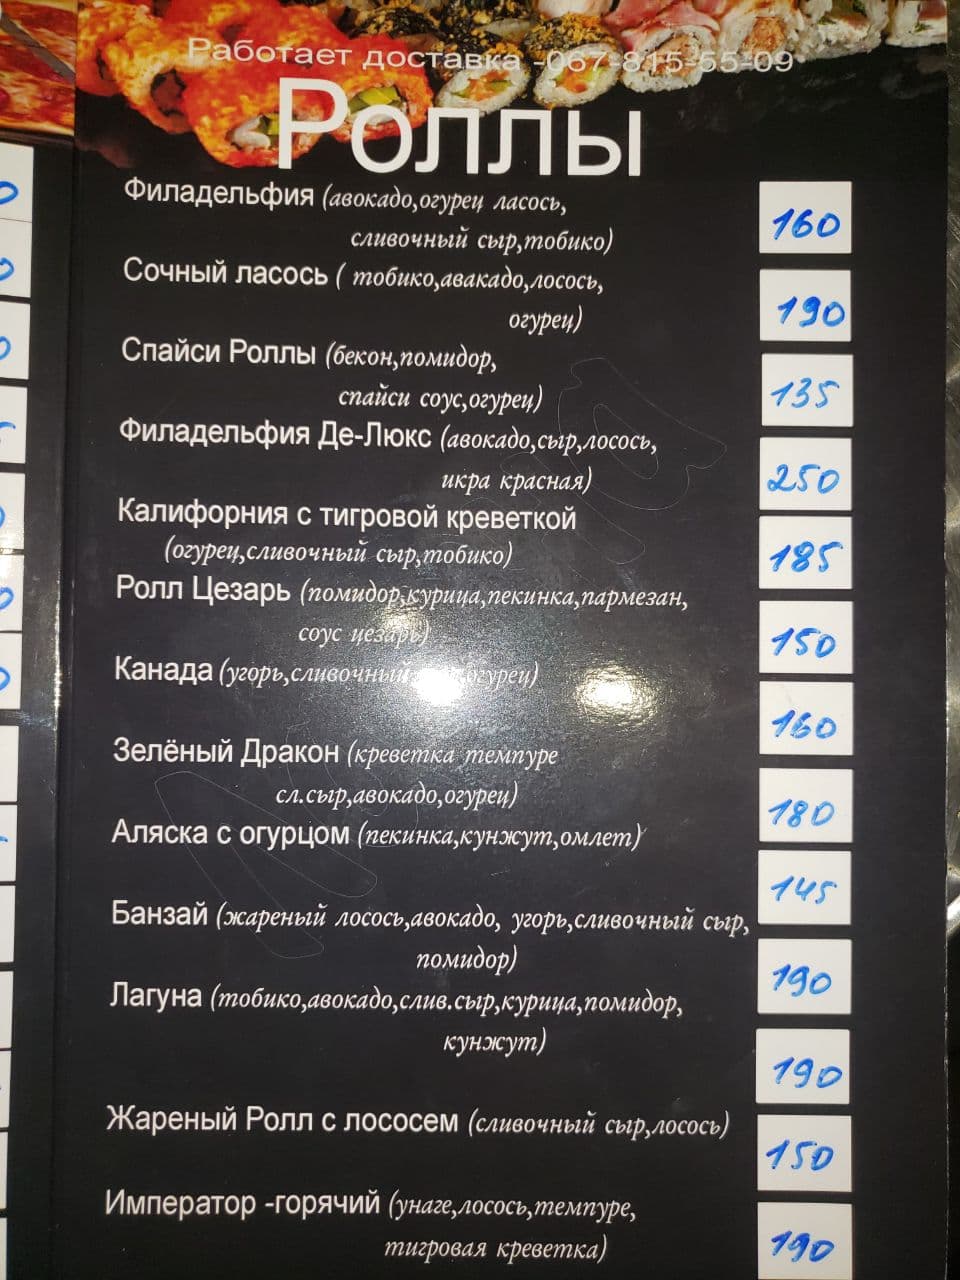 Работает доставка -067-815-55-09
Роллы
Филадельфия (авокадо,огурец ласось, 160
сливочный сыр,тобико)
Сочный ласось ( тобико,авакадо,лосось, 190
огурец)
Спайси Роллы (бекон,помидор, 135
спайси соус,огурец)
Филадельфия Де-Люкс (авокадо,сыр,лосось, 250
икра красная)
Калифорния с тигровой креветкой 185
(огурец,сливочный сыр,тобико)
Ролл Цезарь (помидор,курица,пекинка,пармезан, 150
соус цезарь)
Канада (угорь,сливочный огурец) 160
Зелёный Дракон (креветка темпуре 180
сл.сыр,авокадо,огурец)
Аляска с огурцом (пекинка,кунжут,омлет) 145
Банзай (жареный лосось,авокадо, угорь,сливочный сыр, 190
помидор)
Лагуна (тобико,авокадо,слив.сыр,курица,помидор, 190
кунжут)
Жареный Ролл с лососем (сливочный сыр,лосось) 150
Император -горячий (унаге,лосось,темпуре, 190
тигровая креветка)